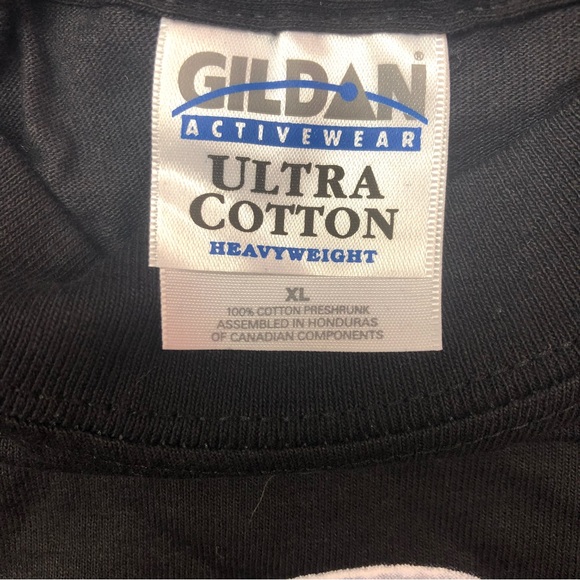 GILDAN®
ACTIVEWEAR
ULTRA
COTTON
HEAVYWEIGHT
XL
100% COTTON PRESHRUNK
ASSEMBLED IN HONDURAS
OF CANADIAN COMPONENTS